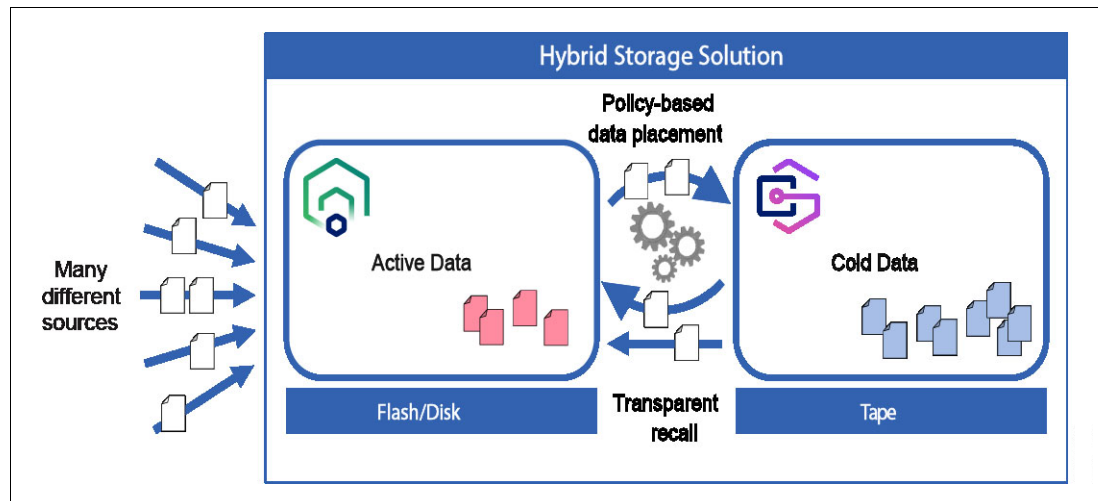 Hybrid Storage Solution
Policy-based
data placement
Many
different
sources
Active Data
Cold Data
Flash/Disk
Transparent
recall
Tape